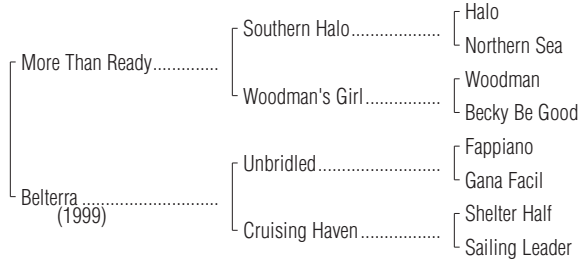 Halo
Southern Halo
Northern Sea
More Than Ready
Woodman
Woodman's Girl
Becky Be Good
Fappiano
Unbridled
Gana Facil
Belterra
(1999)
Shelter Half
Cruising Haven
Sailing Leader